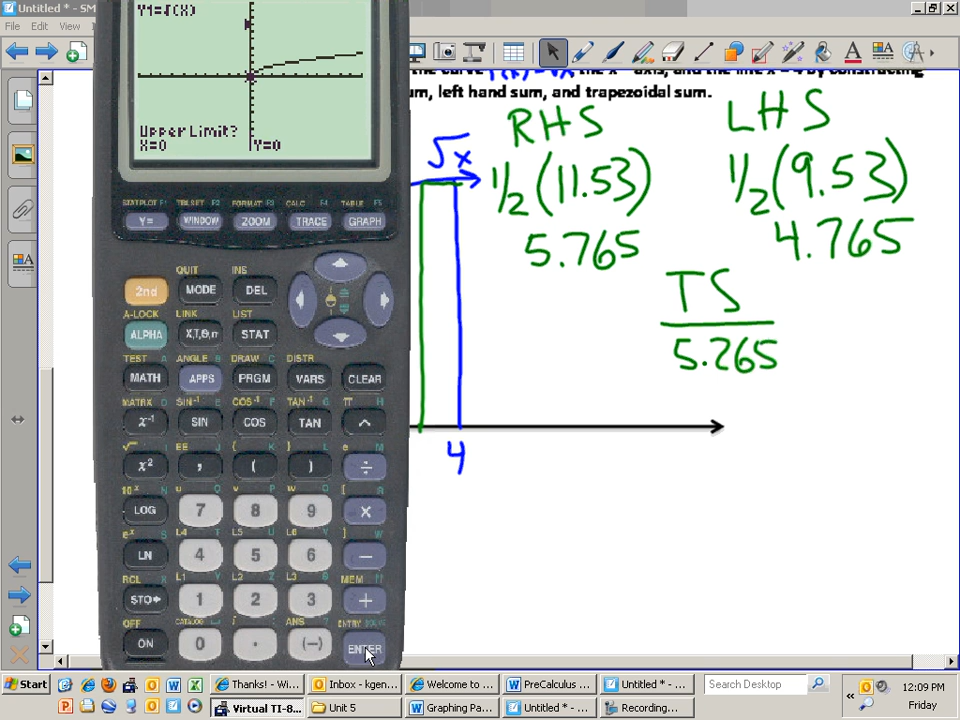 Untitled * - SM
File Edit View
Y1=√(X)
Upper Limit?
X=0 Y=0
the x- axis, and the line x = 4 by constructing
um, left hand sum, and trapezoidal sum.
√x
RHS
1/2 (11.53)
5.765
LHS
1/2 (9.53)
4.765
TS
5.265
4
STAT PLOT F1 TBLSET F2 FORMAT F3 CALC F4 TABLE F5
Y= WINDOW ZOOM TRACE GRAPH
QUIT INS
2nd MODE DEL
A-LOCK LINK LIST
ALPHA X,T,θ,n STAT
TEST A ANGLE B DRAW C DISTR
MATH APPS PRGM VARS CLEAR
MATRX D SIN⁻¹ E COS⁻¹ F TAN⁻¹ G π H
x⁻¹ SIN COS TAN ^
√ I EE J { K } L e M
x² , ( ) ÷
10ˣ N u O v P w Q [ R
LOG 7 8 9 ×
eˣ S L4 T L5 U L6 V ] W
LN 4 5 6 −
RCL X L1 Y L2 Z L3 θ MEM "
STO▸ 1 2 3 +
OFF CATALOG i : ANS ? ENTRY SOLVE
ON 0 . (−) ENTER
Start Thanks! - Wi... Inbox - kgen... Welcome to ... PreCalculus ... Untitled * - ... Search Desktop 12:09 PM
Virtual TI-8... Unit 5 Graphing Pa... Untitled * - ... Recording... Friday